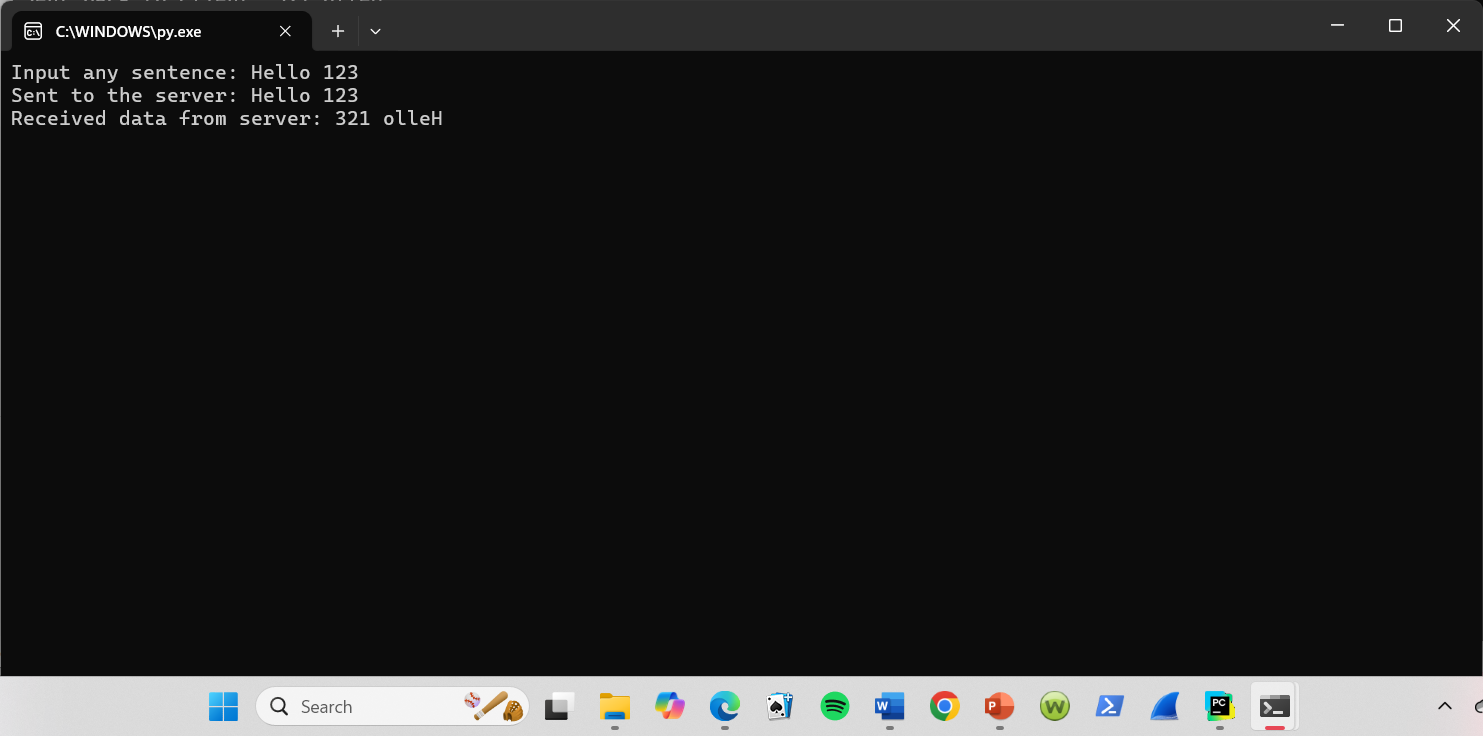 C:\WINDOWS\py.exe
Input any sentence: Hello 123
Sent to the server: Hello 123
Received data from server: 321 olleH
Search